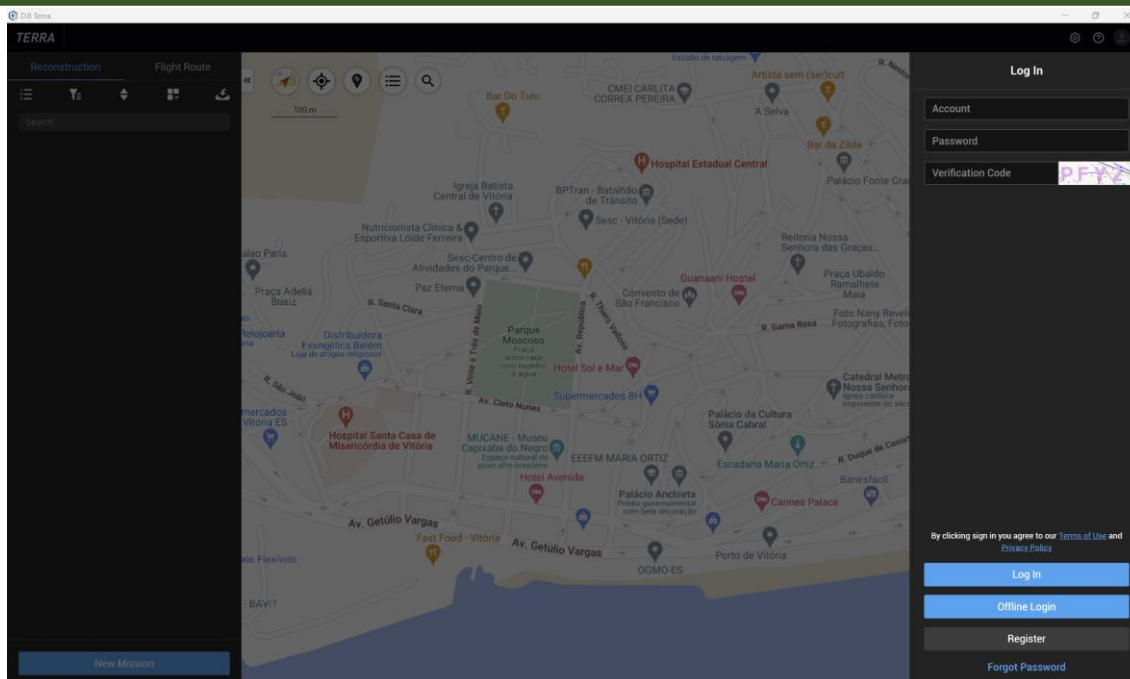 DJI Terra
TERRA
Reconstruction
Flight Route
Search
New Mission
100 m
Estúdio de tatuagem
Artista sem (ser)cult
R. Nestor
Bar Do Tuiu
CMEI CARLITA
CORREA PEREIRA
A Selva
Bar da Zilda
Hospital Estadual Central
Palácio Fonte Gra
Igreja Batista
Central de Vitória
BPTran - Batalhão
de Trânsito
Sesc - Vitória (Sede)
Nutricionista Clínica &
Esportiva Lóide Ferreira
Reitoria Nossa
Senhora das Graças...
alao Paris
Sesc-Centro de
Atividades do Parque...
Guanaani Hostel
Praça Ubaldo
Ramalhete
Maia
Praça Adelia
Bueiz
Paz Eterna
Convento de
São Francisco
R. Santa Clara
R. Vinte e Três de Maio
Av. República
R. Thiers Velloso
Foto Nany Revel
Fotografias, Foto
R. Gama Rosa
Relojoaria
Distribuidora
Evangélica Belém
Loja de artigos religiosos
Parque
Moscoso
Praça
arborizada
com espelho
d'água
Hotel Sol e Mar
R. São João
Catedral Metro
Nossa Senhor
Igreja católica
imponente do séc
Supermercados BH
Av. Cleto Nunes
mercados
Vitória ES
Palácio da Cultura
Sônia Cabral
Hospital Santa Casa de
Misericórdia de Vitória
MUCANE - Museu
Capixaba do Negro
Espaço cultural do
povo afro-brasileiro
EEEFM MARIA ORTIZ
Escadaria Maria Ortiz
R. Duque de Caxia
Hotel Avenida
Banesfácil
Palácio Anchieta
Prédio governamental
com bela decoração
Cannes Palace
Av. Getúlio Vargas
Fast Food - Vitória
Av. Getúlio Vargas
Porto de Vitória
os Flexíveis
OGMO-ES
- BAVIT
Log In
Account
Password
Verification Code
PFYZ
By clicking sign in you agree to our Terms of Use and
Privacy Policy
Log In
Offline Login
Register
Forgot Password